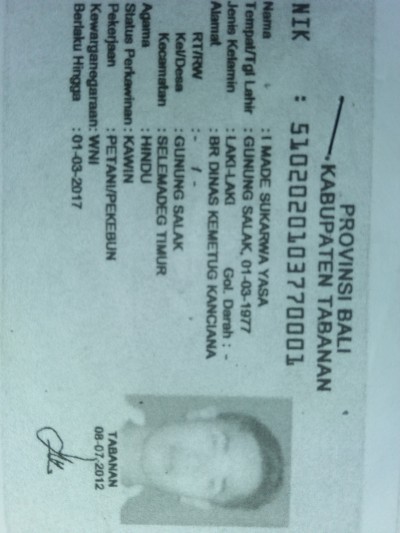 PROVINSI BALI
KABUPATEN TABANAN
NIK : 5102020103770001
Nama : I MADE SUKARWA YASA
Tempat/Tgl Lahir : GUNUNG SALAK, 01-03-1977
Jenis Kelamin : LAKI-LAKI Gol. Darah : -
Alamat : BR DINAS KEMETUG KANCIANA
RT/RW : - / -
Kel/Desa : GUNUNG SALAK
Kecamatan : SELEMADEG TIMUR
Agama : HINDU
Status Perkawinan : KAWIN
Pekerjaan : PETANI/PEKEBUN
Kewarganegaraan: WNI
Berlaku Hingga : 01-03-2017
TABANAN
08-07-2012